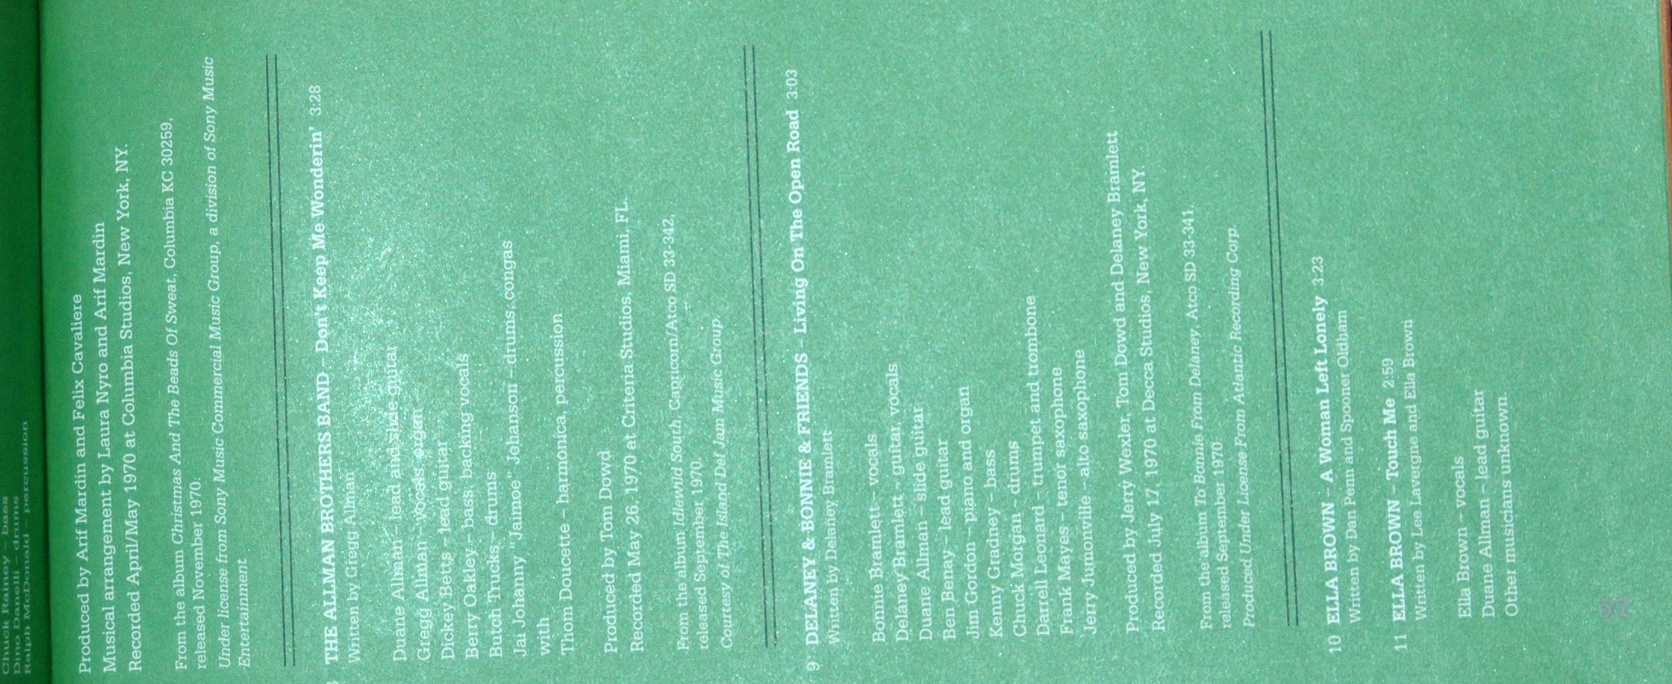 Chuck Rainey – bass
Dino Danelli – drums
Ralph McDonald – percussion
Produced by Arif Mardin and Felix Cavaliere
Musical arrangement by Laura Nyro and Arif Mardin
Recorded April/May 1970 at Columbia Studios, New York, NY.
From the album Christmas And The Beads Of Sweat, Columbia KC 30259,
released November 1970.
Under license from Sony Music Commercial Music Group, a division of Sony Music
Entertainment
THE ALLMAN BROTHERS BAND – Don't Keep Me Wonderin' 3:28
Written by Gregg Allman
Duane Allman – lead and slide guitar
Gregg Allman – vocals, organ
Dickey Betts – lead guitar
Berry Oakley – bass, backing vocals
Butch Trucks – drums
Jai Johanny "Jaimoe" Johanson – drums, congas
with
Thom Doucette – harmonica, percussion
Produced by Tom Dowd
Recorded May 26, 1970 at Criteria Studios, Miami, FL.
From the album Idlewild South, Capricorn/Atco SD 33-342,
released September 1970.
Courtesy of The Island Def Jam Music Group.
9 DELANEY & BONNIE & FRIENDS – Living On The Open Road 3:03
Written by Delaney Bramlett
Bonnie Bramlett – vocals
Delaney Bramlett – guitar, vocals
Duane Allman – slide guitar
Ben Benay – lead guitar
Jim Gordon – piano and organ
Kenny Gradney – bass
Chuck Morgan – drums
Darrell Leonard – trumpet and trombone
Frank Mayes – tenor saxophone
Jerry Jumonville – alto saxophone
Produced by Jerry Wexler, Tom Dowd and Delaney Bramlett
Recorded July 17, 1970 at Decca Studios, New York, NY.
From the album To Bonnie From Delaney, Atco SD 33-341,
released September 1970.
Produced Under License From Atlantic Recording Corp.
10 ELLA BROWN – A Woman Left Lonely 3:23
Written by Dan Penn and Spooner Oldham
11 ELLA BROWN – Touch Me 2:59
Written by Lee Lavergne and Ella Brown
Ella Brown – vocals
Duane Allman – lead guitar
Other musicians unknown.